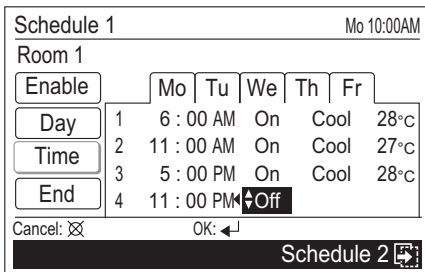 Schedule 1 Mo 10:00AM
Room 1
Enable Mo Tu We Th Fr
Day 1 6 : 00 AM On Cool 28°C
Time 2 11 : 00 AM On Cool 27°C
3 5 : 00 PM On Cool 28°C
End 4 11 : 00 PM Off
Cancel: OK:
Schedule 2